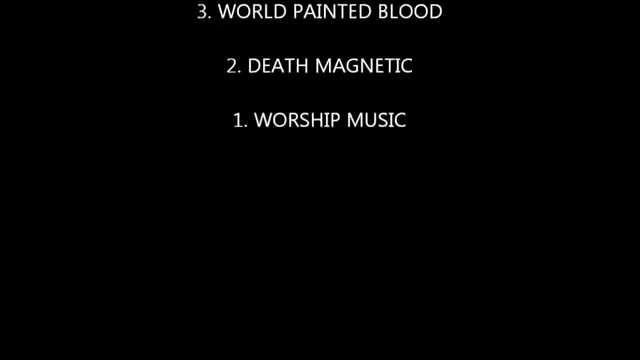 3. WORLD PAINTED BLOOD
2. DEATH MAGNETIC
1. WORSHIP MUSIC